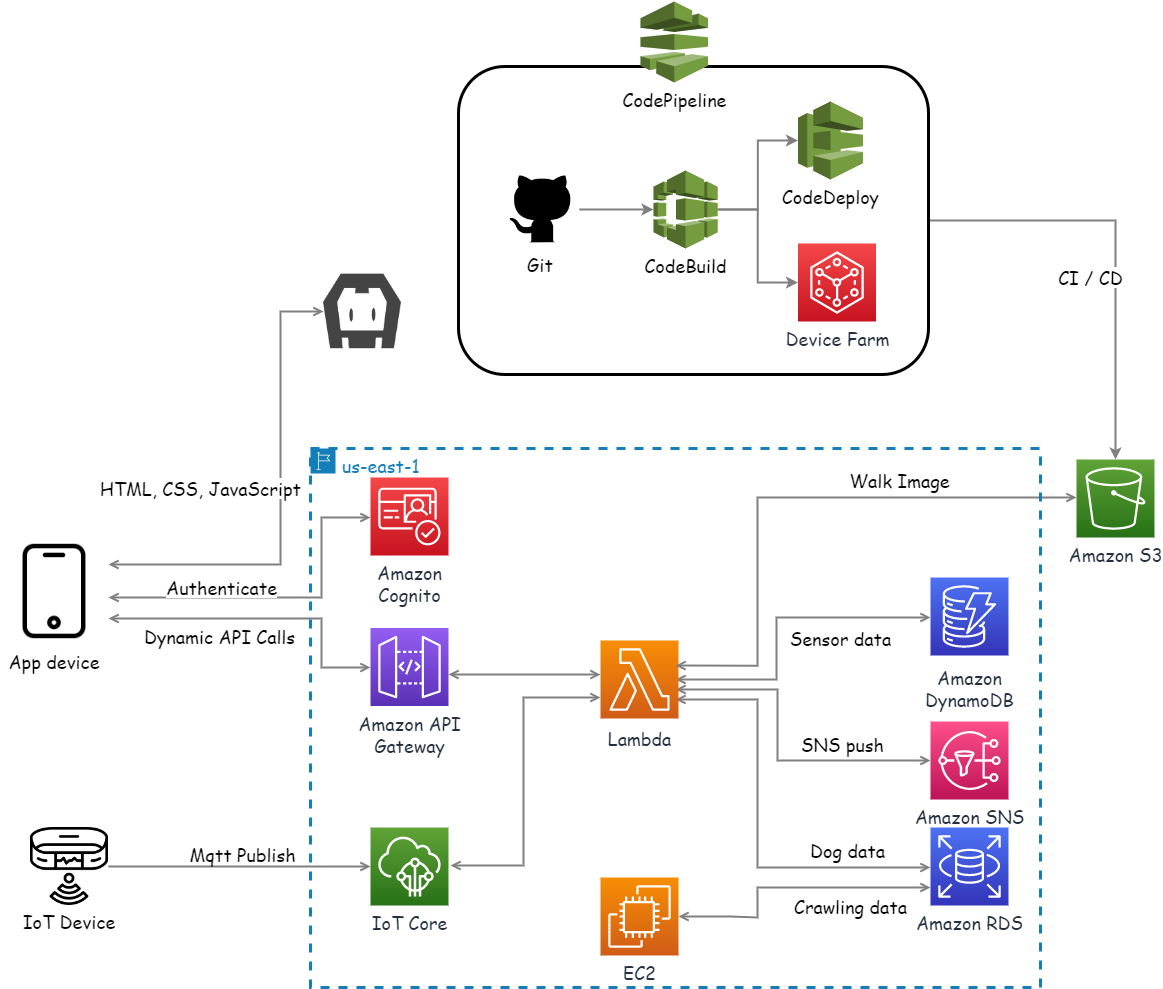 CodePipeline
CodeDeploy
Git
CodeBuild
CI / CD
Device Farm
us-east-1
HTML, CSS, JavaScript
Walk Image
Amazon S3
Amazon
Cognito
Authenticate
Dynamic API Calls
Sensor data
App device
Amazon
DynamoDB
</>
Amazon API
Gateway
Lambda
SNS push
Amazon SNS
Mqtt Publish
Dog data
Crawling data
IoT Device
IoT Core
Amazon RDS
EC2